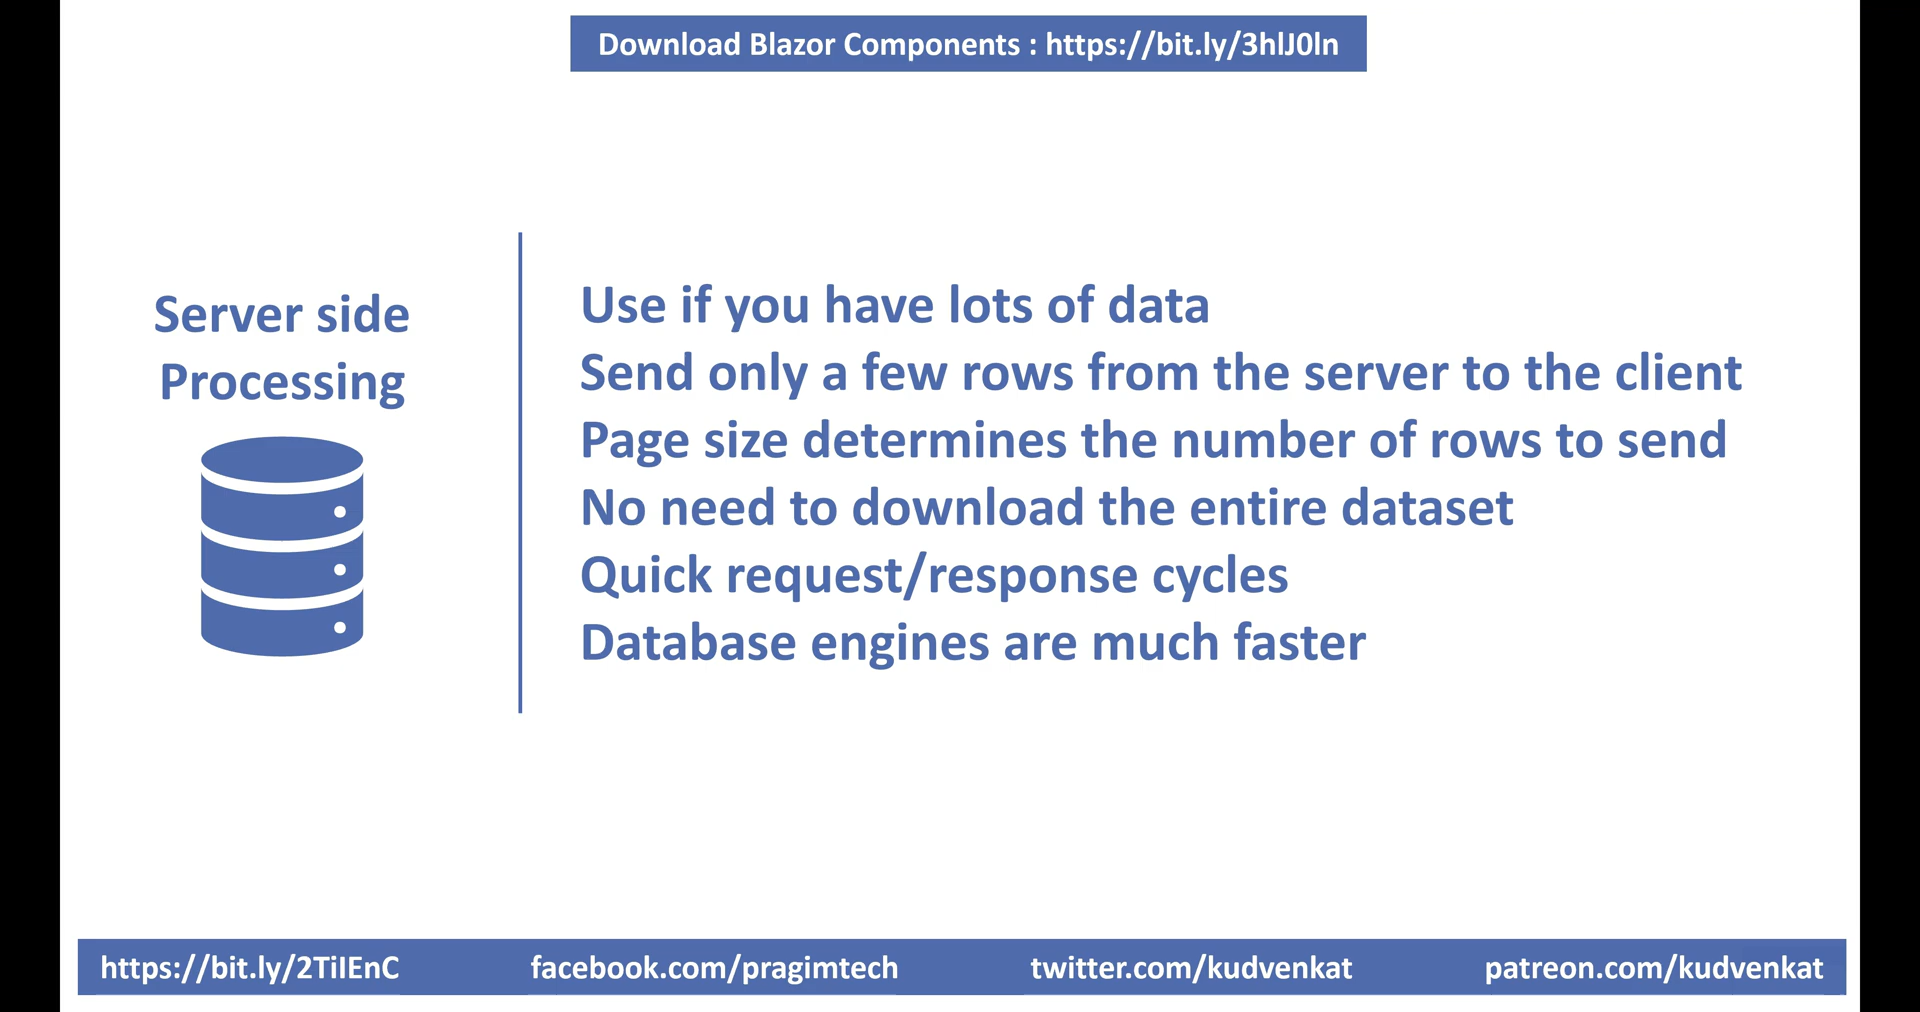 Download Blazor Components : https://bit.ly/3hlJ0ln
Server side
Processing
Use if you have lots of data
Send only a few rows from the server to the client
Page size determines the number of rows to send
No need to download the entire dataset
Quick request/response cycles
Database engines are much faster
https://bit.ly/2TiIEnC
facebook.com/pragimtech
twitter.com/kudvenkat
patreon.com/kudvenkat